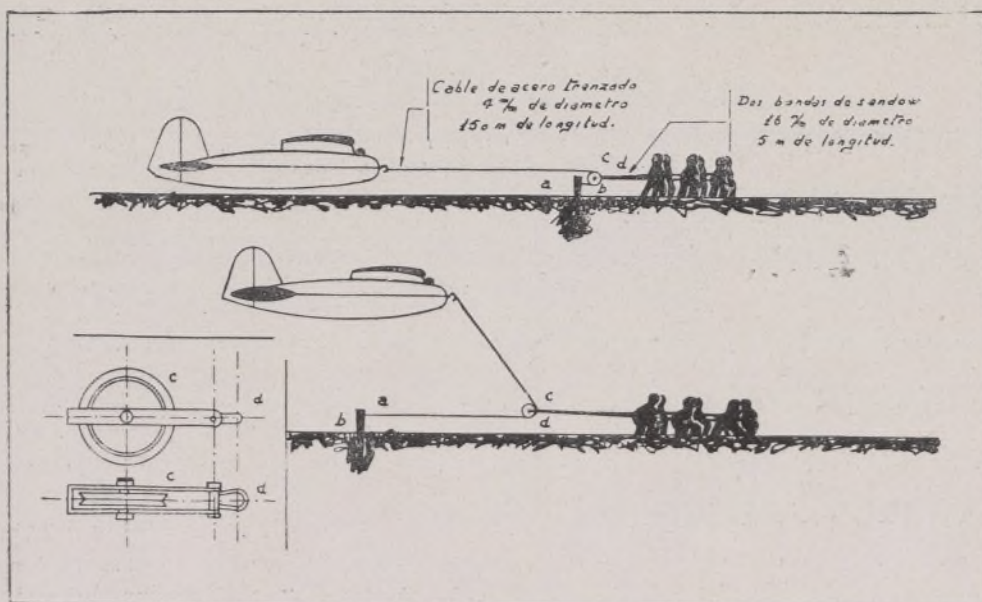 Cable de acero trenzado
4 m/m de diametro
150 m de longitud.
Dos bandas de sandow
16 m/m de diametro
5 m de longitud.
c d
a b
c
a
b d
c
d
c d